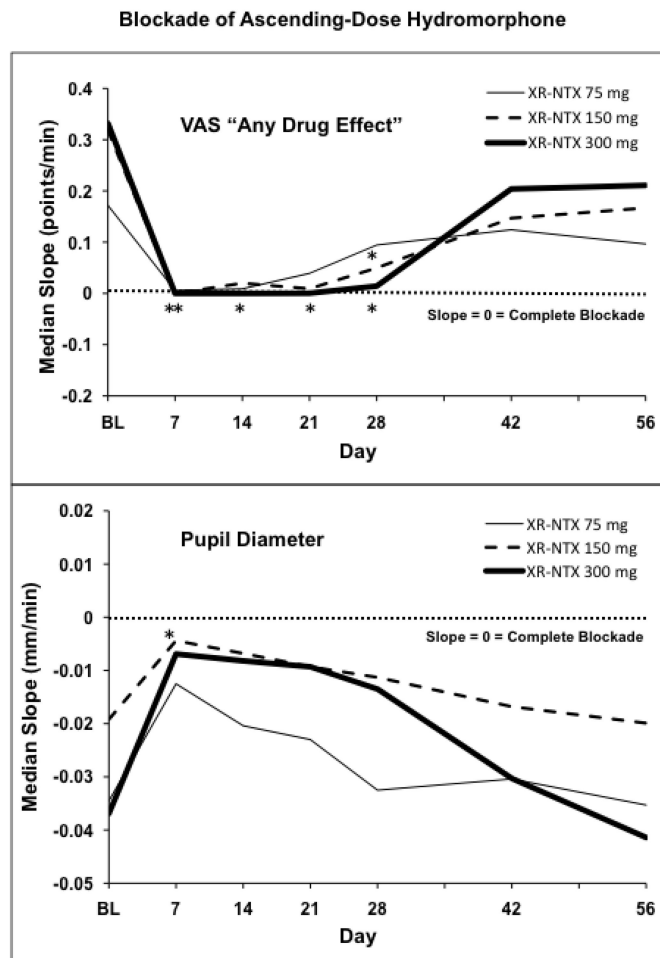 Blockade of Ascending-Dose Hydromorphone
VAS “Any Drug Effect”
XR-NTX 75 mg
XR-NTX 150 mg
XR-NTX 300 mg
Median Slope (points/min)
0.4
0.3
0.2
0.1
0
-0.1
0.2
-0.2
*
**
*
*
*
Slope = 0 = Complete Blockade
BL 7 14 21 28 42 56
Day
Pupil Diameter
XR-NTX 75 mg
XR-NTX 150 mg
XR-NTX 300 mg
Median Slope (mm/min)
0.02
0.01
0
-0.01
-0.02
-0.03
-0.04
-0.05
*
Slope = 0 = Complete Blockade
BL 7 14 21 28 42 56
Day